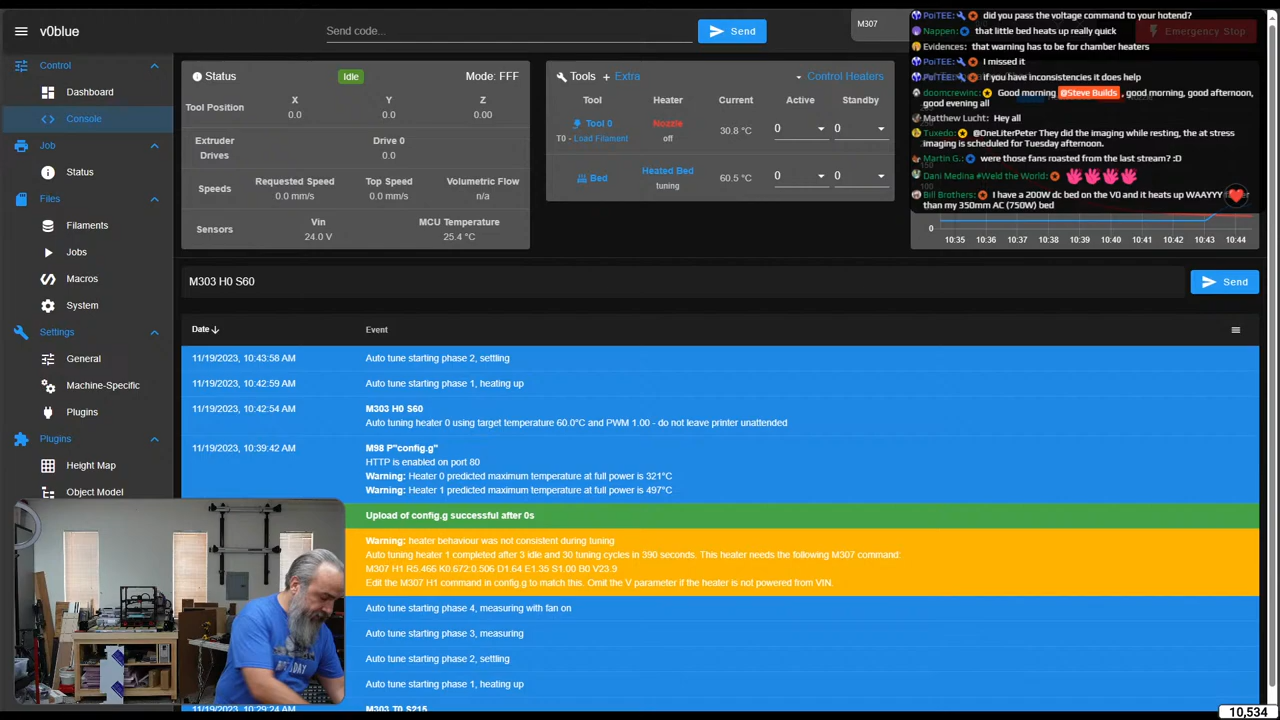 v0blue
Send code...
Send
M307
Emergency Stop
PoiTEE: did you pass the voltage command to your hotend?
Nappen: that little bed heats up really quick
Evidences: that warning has to be for chamber heaters
PoiTEE: I missed it
PoiTEE: if you have inconsistencies it does help
doomcrewinc: Good morning @Steve Builds , good morning, good afternoon,
good evening all
Matthew Lucht: Hey all
Tuxedo: @OneLiterPeter They did the imaging while resting, the at stress
imaging is scheduled for Tuesday afternoon.
Martin G.: were those fans roasted from the last stream? :D
Dani Medina #Weld the World:
Bill Brothers: I have a 200W dc bed on the V0 and it heats up WAAYYY
than my 350mm AC (750W) bed
Control
Dashboard
Console
Job
Status
Files
Filaments
Jobs
Macros
System
Settings
General
Machine-Specific
Plugins
Plugins
Height Map
Object Model
Status
Idle
Mode: FFF
Tool Position
X
Y
Z
0.0
0.0
0.00
Extruder
Drives
Drive 0
0.0
Speeds
Requested Speed
Top Speed
Volumetric Flow
0.0 mm/s
0.0 mm/s
n/a
Sensors
Vin
MCU Temperature
24.0 V
25.4 °C
Tools
+ Extra
Control Heaters
Tool
Heater
Current
Active
Standby
Tool 0
T0 - Load Filament
Nozzle
off
30.8 °C
0
0
Bed
Heated Bed
tuning
60.5 °C
0
0
0
10:35
10:36
10:37
10:38
10:39
10:40
10:41
10:42
10:43
10:44
M303 H0 S60
Send
Date
Event
11/19/2023, 10:43:58 AM
Auto tune starting phase 2, settling
11/19/2023, 10:42:59 AM
Auto tune starting phase 1, heating up
11/19/2023, 10:42:54 AM
M303 H0 S60
Auto tuning heater 0 using target temperature 60.0°C and PWM 1.00 - do not leave printer unattended
11/19/2023, 10:39:42 AM
M98 P"config.g"
HTTP is enabled on port 80
Warning: Heater 0 predicted maximum temperature at full power is 321°C
Warning: Heater 1 predicted maximum temperature at full power is 497°C
Upload of config.g successful after 0s
Warning: heater behaviour was not consistent during tuning
Auto tuning heater 1 completed after 3 idle and 30 tuning cycles in 390 seconds. This heater needs the following M307 command:
M307 H1 R5.466 K0.672:0.506 D1.64 E1.35 S1.00 B0 V23.9
Edit the M307 H1 command in config.g to match this. Omit the V parameter if the heater is not powered from VIN.
Auto tune starting phase 4, measuring with fan on
Auto tune starting phase 3, measuring
Auto tune starting phase 2, settling
Auto tune starting phase 1, heating up
11/19/2023, 10:29:24 AM
M303 T0 S215
10,534